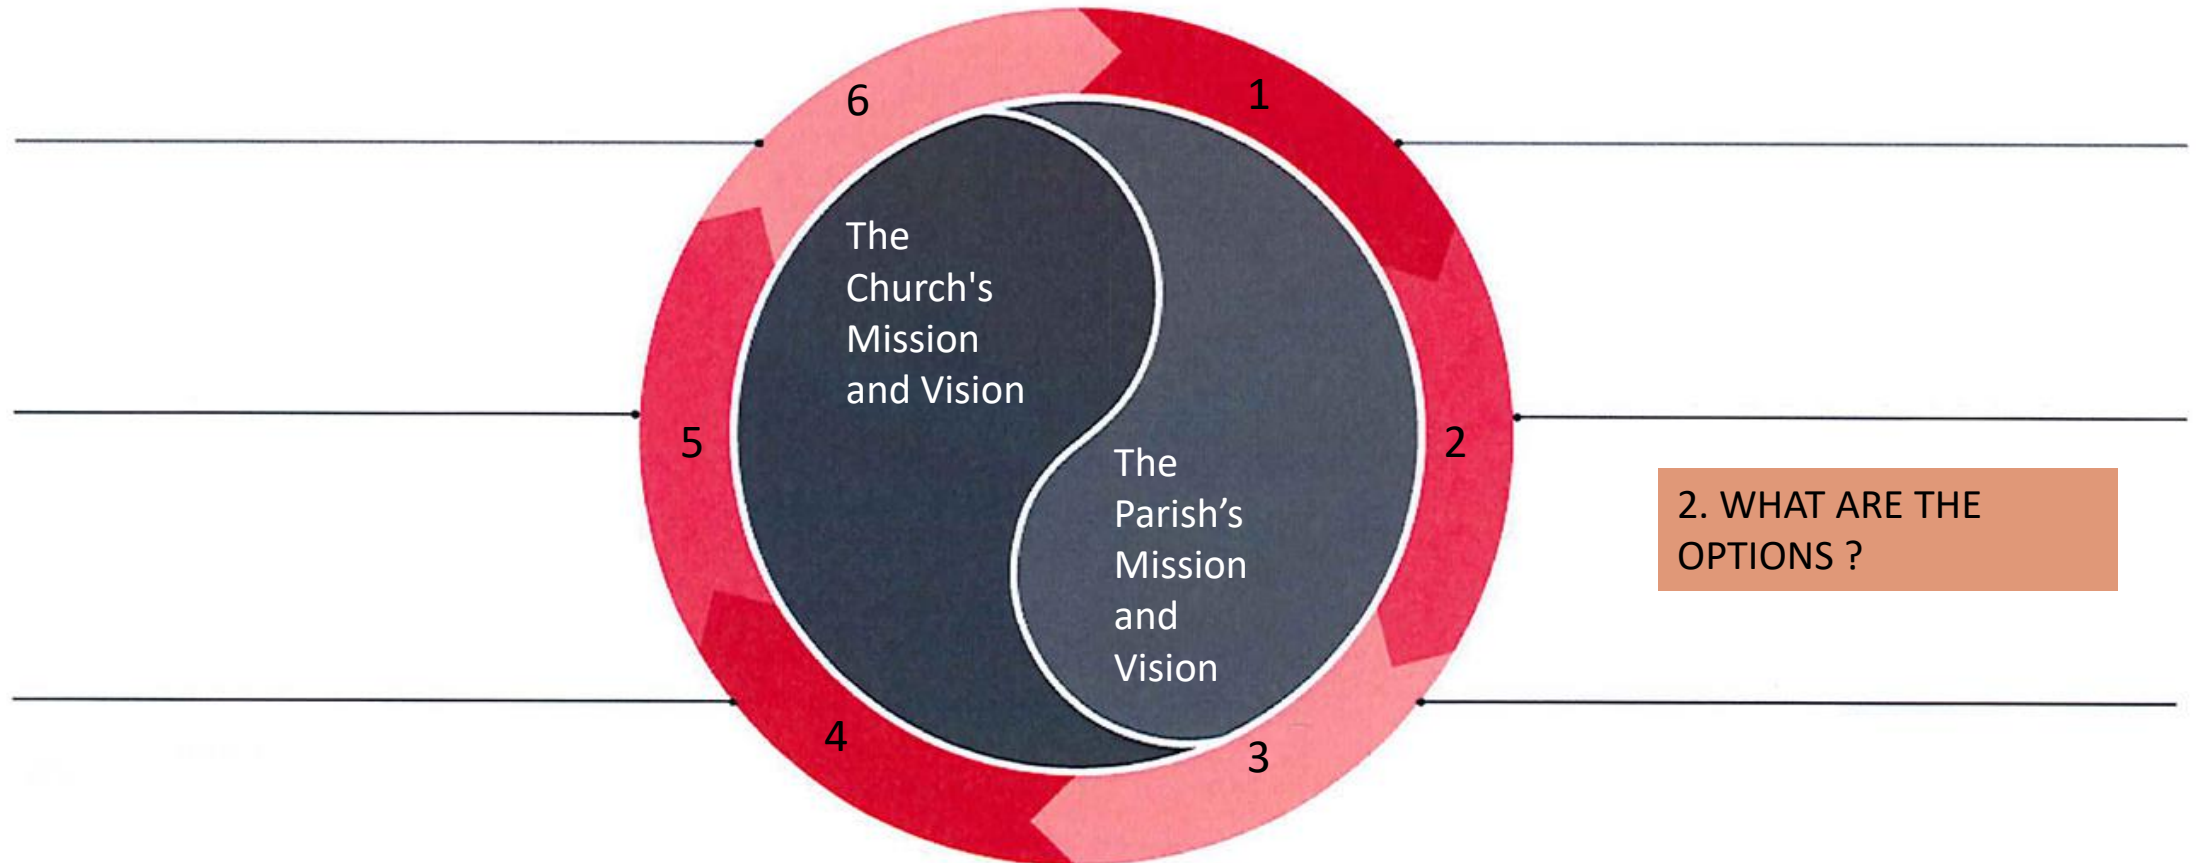 6
1
The
Church's
Mission
and Vision
5
2
The
Parish’s
Mission
and
Vision
2. WHAT ARE THE
OPTIONS ?
4
3